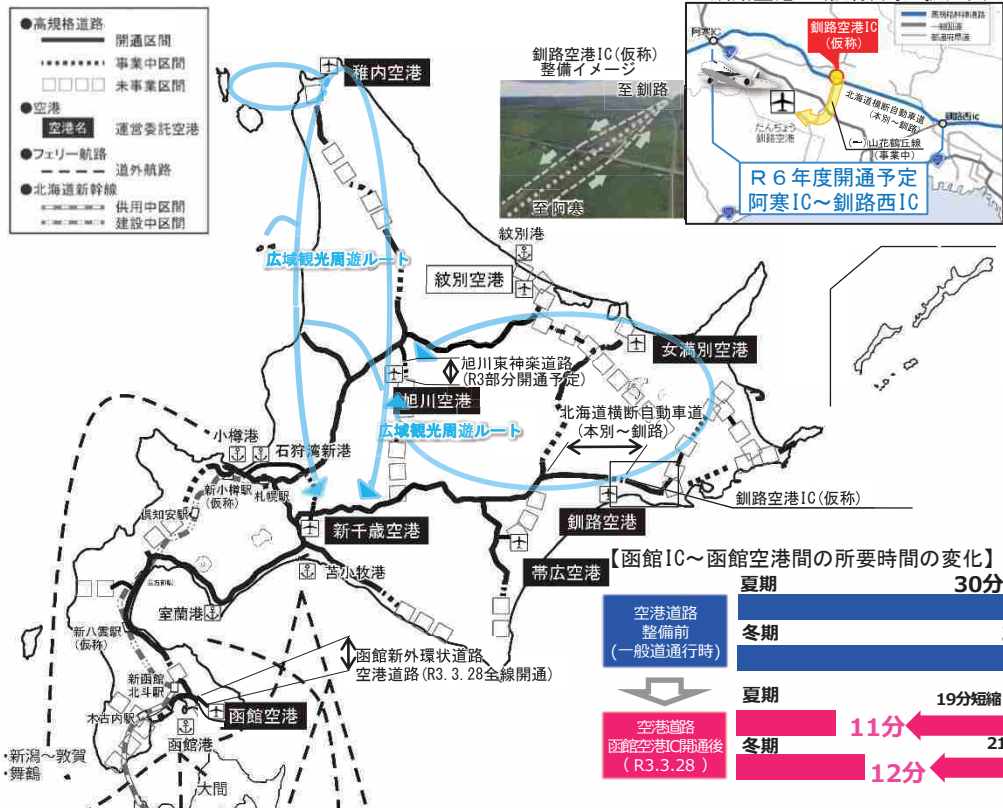 ●高規格道路
開通区間
事業中区間
未事業区間
●空港
空港名 運営委託空港
●フェリー航路
道外航路
●北海道新幹線
供用中区間
建設中区間
稚内空港
釧路空港IC(仮称)
整備イメージ
至 釧路
至 阿寒
高規格幹線道路
一般国道
阿寒IC
釧路空港IC
(仮称)
北海道横断自動車道
(本別～釧路)
釧路西IC
たんちょう
釧路空港
(一)山花鶴丘線
(事業中)
R6年度開通予定
阿寒IC～釧路西IC
広域観光周遊ルート
紋別港
紋別空港
女満別空港
旭川東神楽道路
(R3部分開通予定)
旭川空港
広域観光周遊ルート
北海道横断自動車道
(本別～釧路)
小樽港
石狩湾新港
新小樽駅
(仮称)
札幌駅
倶知安駅
新千歳空港
釧路空港
釧路空港IC(仮称)
帯広空港
苫小牧港
室蘭港
新八雲駅
(仮称)
函館新外環状道路
空港道路(R3.3.28全線開通)
新函館
北斗駅
木古内駅
函館空港
函館港
・新潟～敦賀
・舞鶴
大間
【函館IC～函館空港間の所要時間の変化】
空港道路
整備前
(一般道通行時)
夏期
30分
冬期
空港道路
函館空港IC開通後
(R3.3.28)
夏期
11分
19分短縮
冬期
12分
21